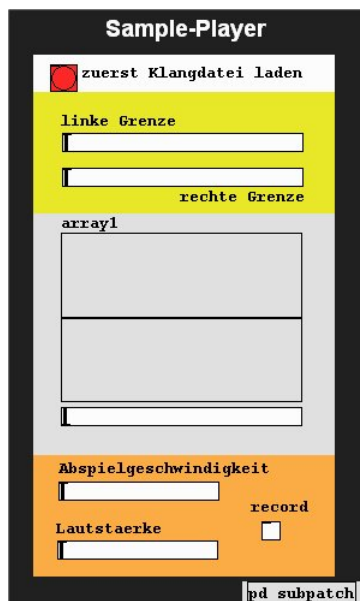 Sample-Player
zuerst Klangdatei laden
linke Grenze
rechte Grenze
array1
Abspielgeschwindigkeit
record
Lautstaerke
pd subpatch